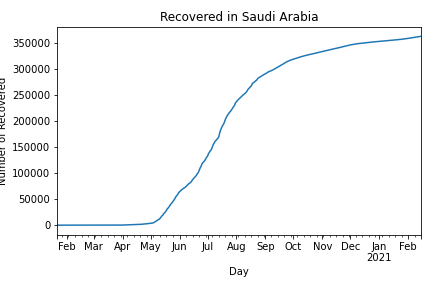 Recovered in Saudi Arabia
Number of Recovered
350000
300000
250000
200000
150000
100000
50000
0
Feb Mar Apr May Jun Jul Aug Sep Oct Nov Dec Jan Feb
2021
Day